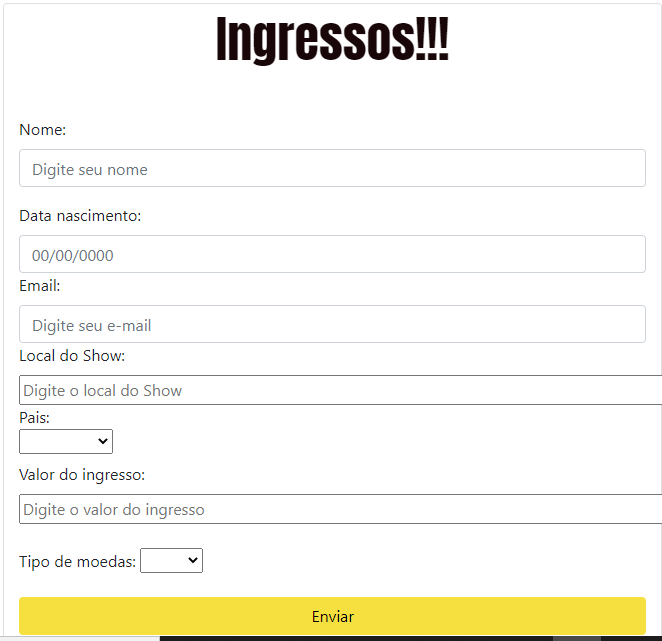 Ingressos!!!
Nome:
Digite seu nome
Data nascimento:
00/00/0000
Email:
Digite seu e-mail
Local do Show:
Digite o local do Show
Pais:
Valor do ingresso:
Digite o valor do ingresso
Tipo de moedas:
Enviar